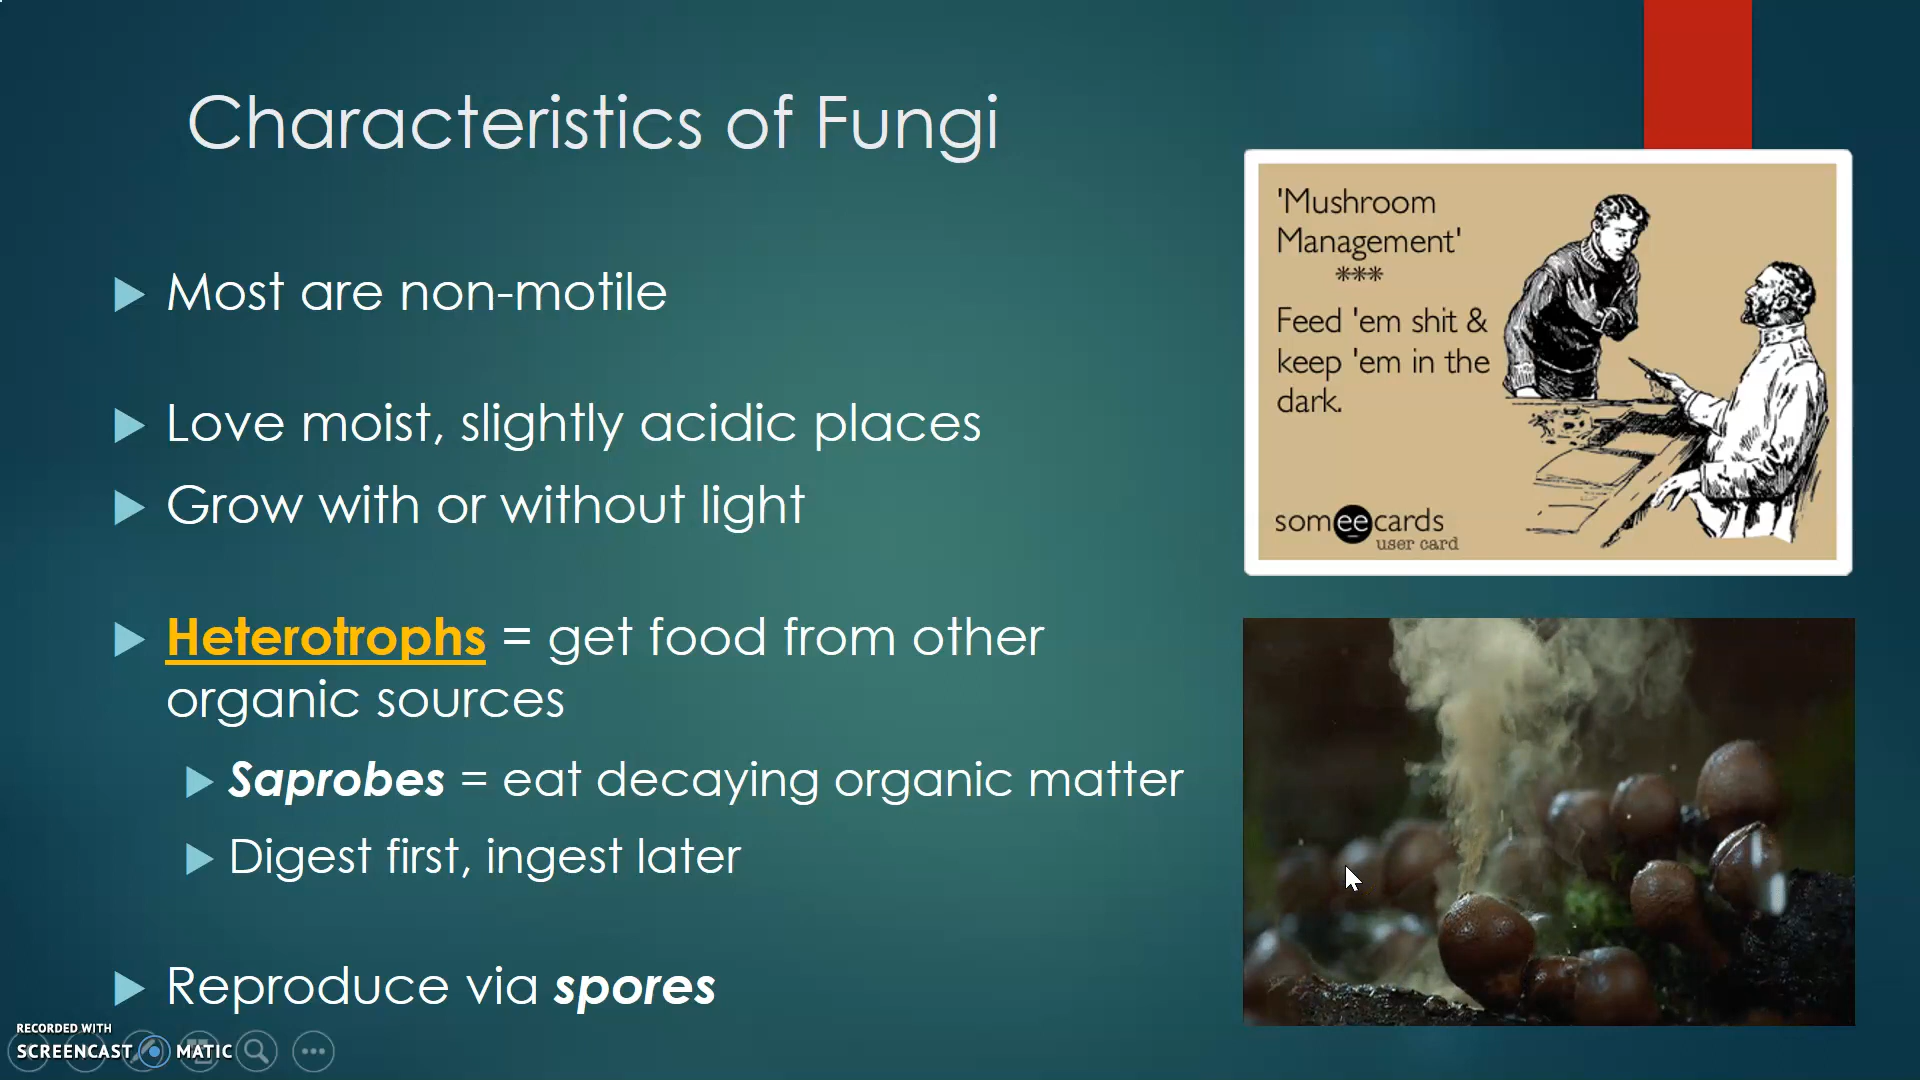 Characteristics of Fungi
Most are non-motile
Love moist, slightly acidic places
Grow with or without light
Heterotrophs = get food from other
organic sources
Saprobes = eat decaying organic matter
Digest first, ingest later
Reproduce via spores
'Mushroom
Management'
***
Feed 'em shit &
keep 'em in the
dark.
someecards
user card
RECORDED WITH
SCREENCAST MATIC